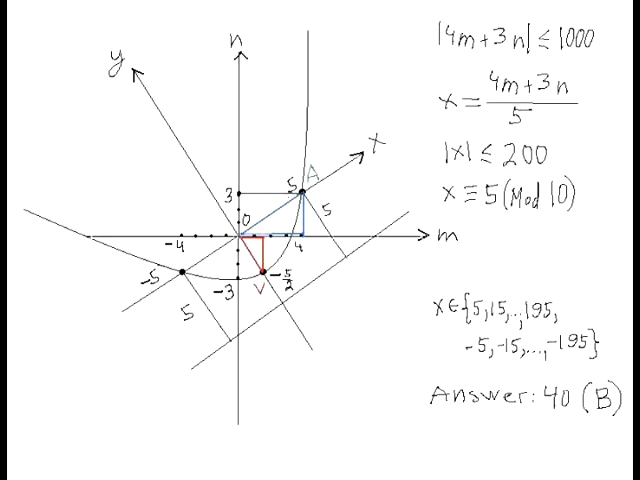 |4m+3n|≤1000
x = (4m+3n)/5
|x| ≤ 200
x ≡ 5(Mod 10)
x∈{5,15,..,195,
-5,-15,...,-195}
Answer: 40 (B)
n
y
x
A
3
5
0
5
-4
4
m
-5
-5/2
-3
V
5